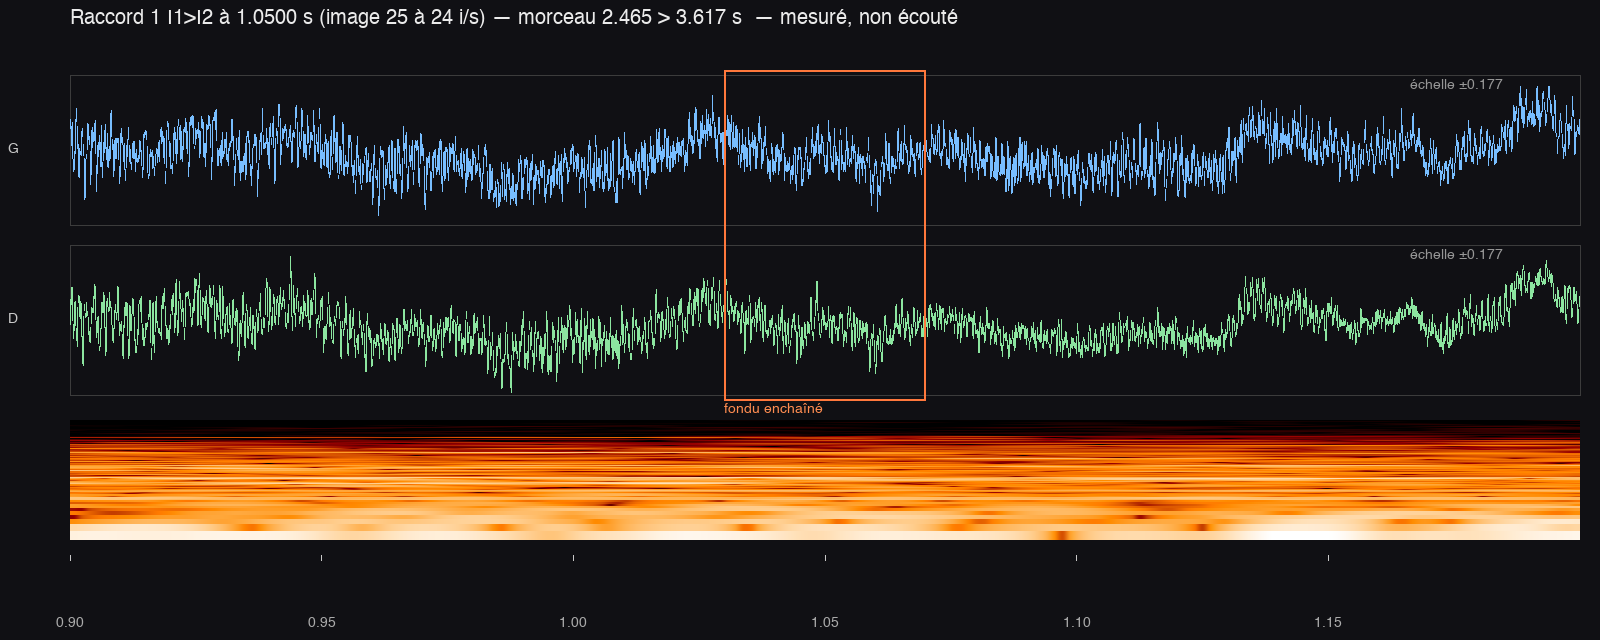 Raccord 1 I1>I2 à 1.0500 s (image 25 à 24 i/s) — morceau 2.465 > 3.617 s — mesuré, non écouté
échelle ±0.177
G
échelle ±0.177
D
fondu enchaîné
0.90 0.95 1.00 1.05 1.10 1.15